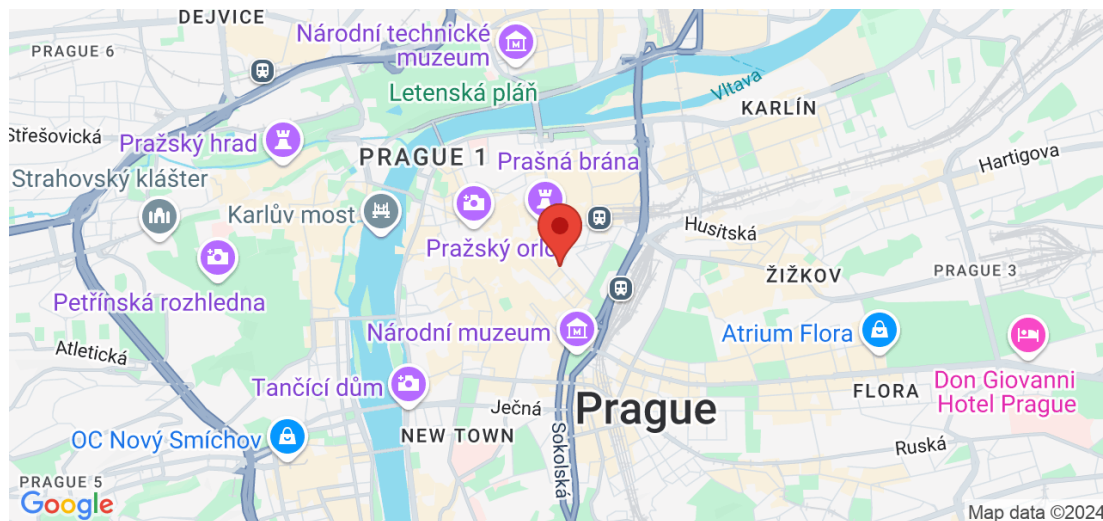 DEJVICE
Národní technické
muzeum
PRAGUE 6
Letenská pláň
Vltava
KARLÍN
Střešovická
Pražský hrad
PRAGUE 1
Prašná brána
Hartigova
Strahovský klášter
Karlův most
Husitská
Pražský orlo
ŽIŽKOV
PRAGUE 3
Petřínská rozhledna
Národní muzeum
Atrium Flora
Atletická
Tančící dům
Ječná
Prague
FLORA
Don Giovanni
Hotel Prague
OC Nový Smíchov
NEW TOWN
Sokolská
Ruská
PRAGUE 5
Google
Map data ©2024